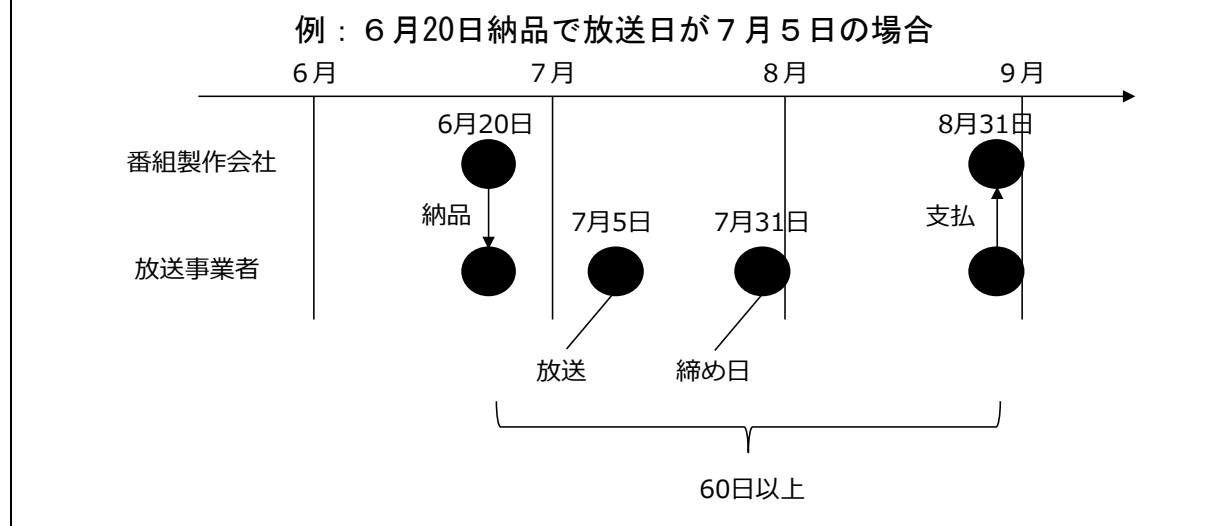 例：６月20日納品で放送日が７月５日の場合
6月 7月 8月 9月
6月20日 8月31日
番組製作会社
納品 7月5日 7月31日 支払
放送事業者
放送 締め日
60日以上